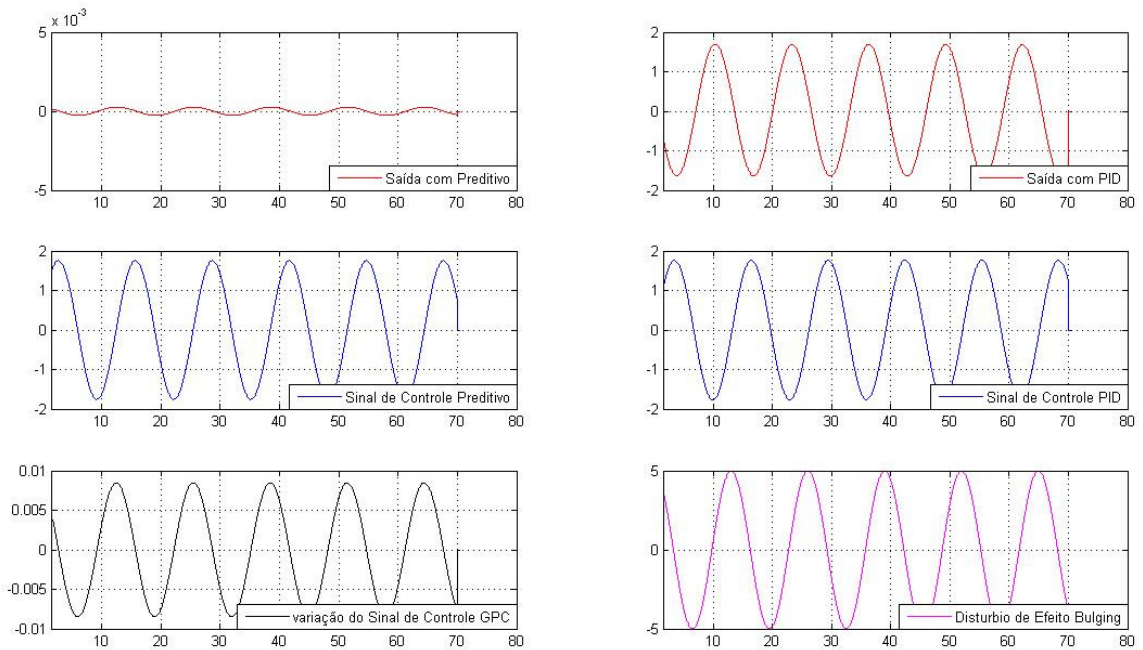 x 10^-3
5
0
-5
10 20 30 40 50 60 70 80
Saída com Preditivo
2
1
0
-1
-2
10 20 30 40 50 60 70 80
Saída com PID
2
1
0
-1
-2
10 20 30 40 50 60 70 80
Sinal de Controle Preditivo
2
1
0
-1
-2
10 20 30 40 50 60 70 80
Sinal de Controle PID
0.01
0.005
0
-0.005
-0.01
10 20 30 40 50 60 70 80
variação do Sinal de Controle GPC
5
0
-5
10 20 30 40 50 60 70 80
Disturbio de Efeito Bulging